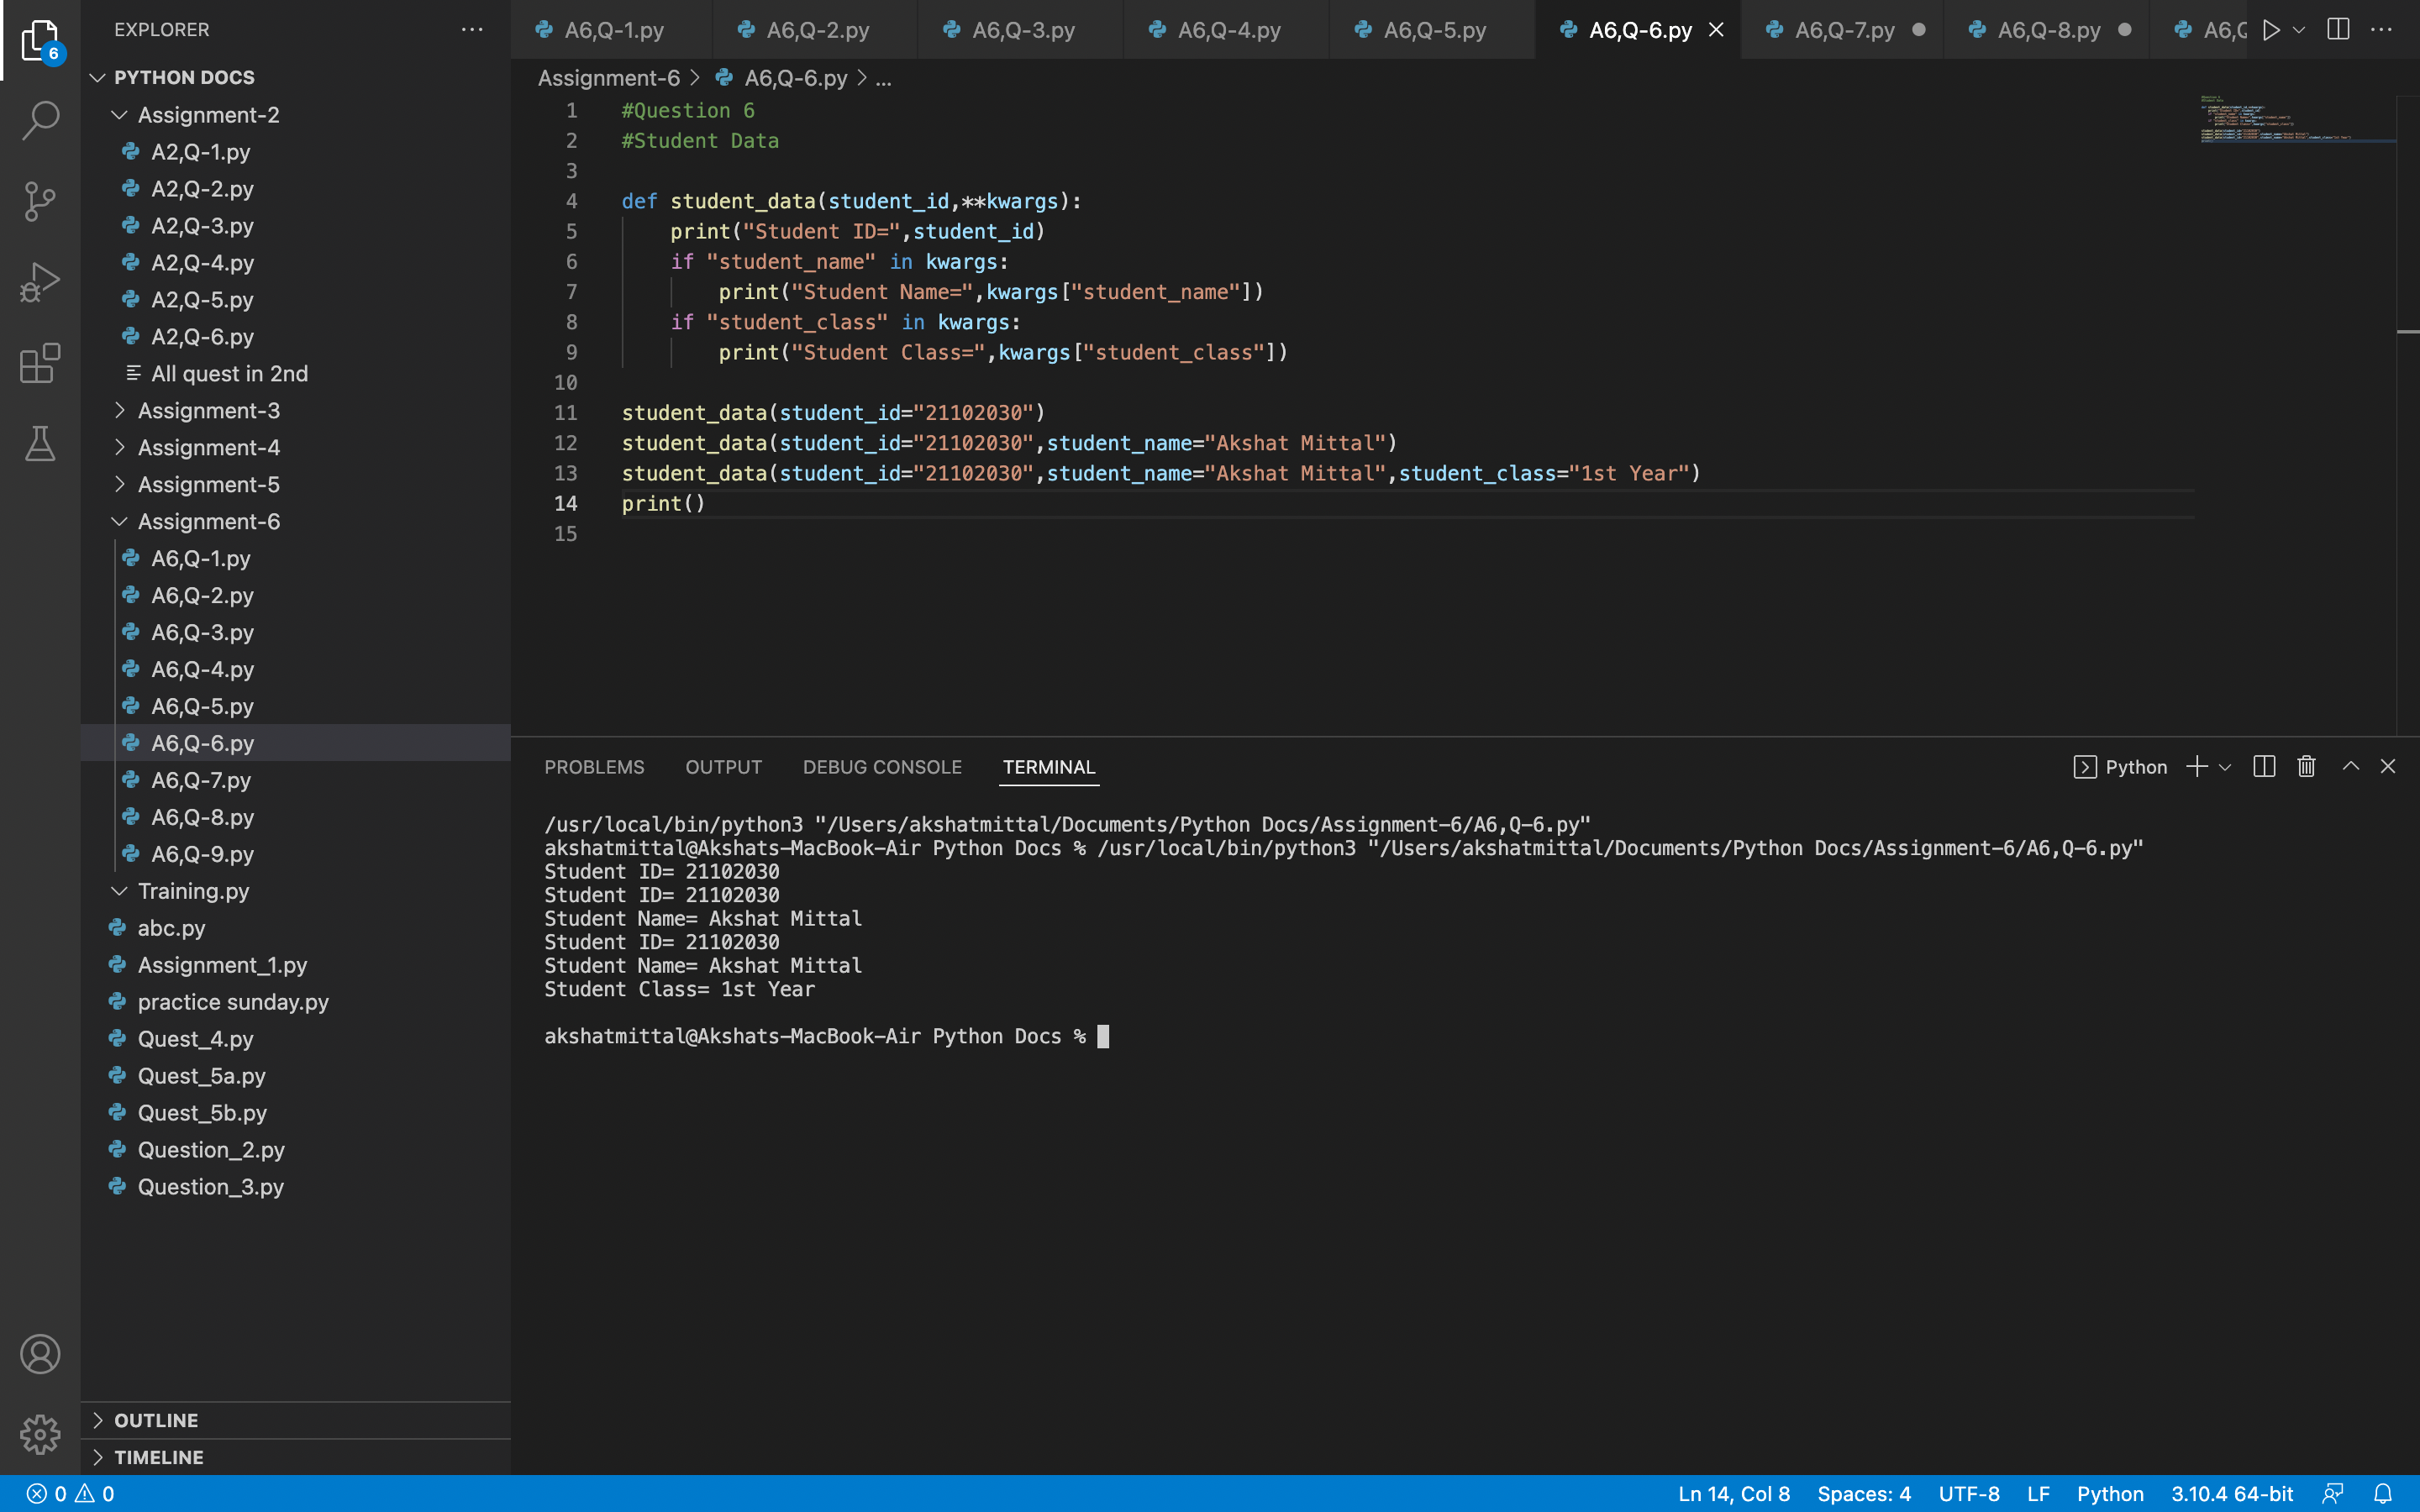 6
EXPLORER
PYTHON DOCS
Assignment-2
A2,Q-1.py
A2,Q-2.py
A2,Q-3.py
A2,Q-4.py
A2,Q-5.py
A2,Q-6.py
All quest in 2nd
Assignment-3
Assignment-4
Assignment-5
Assignment-6
A6,Q-1.py
A6,Q-2.py
A6,Q-3.py
A6,Q-4.py
A6,Q-5.py
A6,Q-6.py
A6,Q-7.py
A6,Q-8.py
A6,Q-9.py
Training.py
abc.py
Assignment_1.py
practice sunday.py
Quest_4.py
Quest_5a.py
Quest_5b.py
Question_2.py
Question_3.py
OUTLINE
TIMELINE
A6,Q-1.py A6,Q-2.py A6,Q-3.py A6,Q-4.py A6,Q-5.py A6,Q-6.py A6,Q-7.py A6,Q-8.py A6,Q
Assignment-6 > A6,Q-6.py > ...
1 #Question 6
2 #Student Data
3
4 def student_data(student_id,**kwargs):
5 print("Student ID=",student_id)
6 if "student_name" in kwargs:
7 print("Student Name=",kwargs["student_name"])
8 if "student_class" in kwargs:
9 print("Student Class=",kwargs["student_class"])
10
11 student_data(student_id="21102030")
12 student_data(student_id="21102030",student_name="Akshat Mittal")
13 student_data(student_id="21102030",student_name="Akshat Mittal",student_class="1st Year")
14 print()
15
PROBLEMS OUTPUT DEBUG CONSOLE TERMINAL Python
/usr/local/bin/python3 "/Users/akshatmittal/Documents/Python Docs/Assignment-6/A6,Q-6.py"
akshatmittal@Akshats-MacBook-Air Python Docs % /usr/local/bin/python3 "/Users/akshatmittal/Documents/Python Docs/Assignment-6/A6,Q-6.py"
Student ID= 21102030
Student ID= 21102030
Student Name= Akshat Mittal
Student ID= 21102030
Student Name= Akshat Mittal
Student Class= 1st Year
akshatmittal@Akshats-MacBook-Air Python Docs %
0 0 Ln 14, Col 8 Spaces: 4 UTF-8 LF Python 3.10.4 64-bit